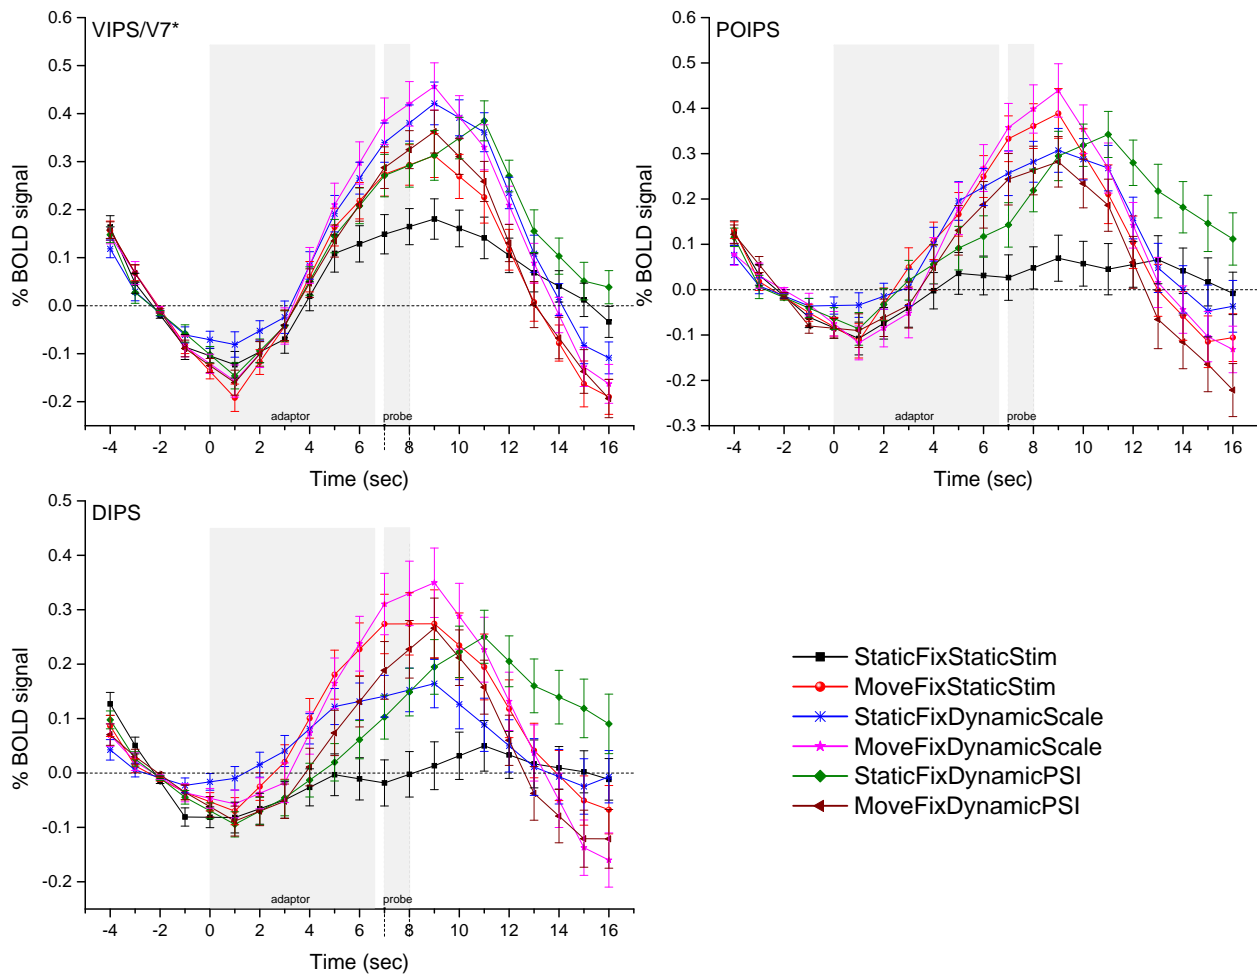 VIPS/V7*
% BOLD signal
0.6
0.5
0.4
0.3
0.2
0.1
0.0
-0.1
-0.2
adaptor
probe
-4 -2 0 2 4 6 8 10 12 14 16
Time (sec)
POIPS
% BOLD signal
0.6
0.5
0.4
0.3
0.2
0.1
0.0
-0.1
-0.2
-0.3
adaptor
probe
-4 -2 0 2 4 6 8 10 12 14 16
Time (sec)
DIPS
% BOLD signal
0.5
0.4
0.3
0.2
0.1
0.0
-0.1
-0.2
adaptor
probe
-4 -2 0 2 4 6 8 10 12 14 16
Time (sec)
StaticFixStaticStim
MoveFixStaticStim
StaticFixDynamicScale
MoveFixDynamicScale
StaticFixDynamicPSI
MoveFixDynamicPSI